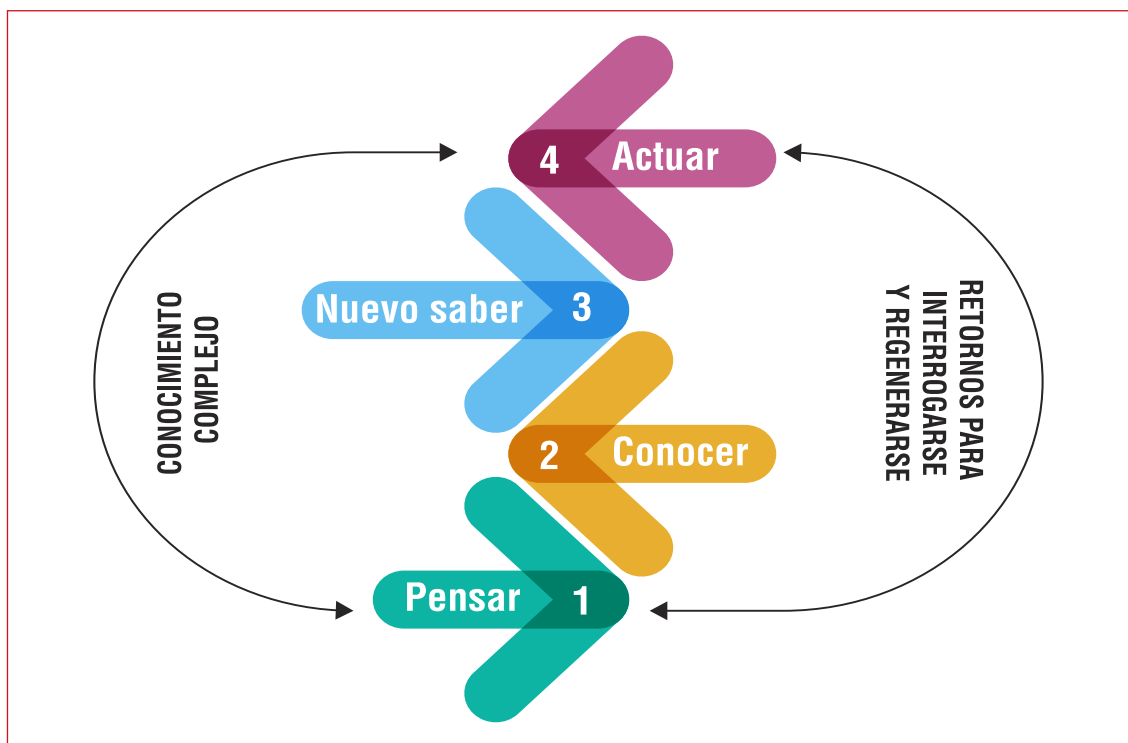 4 Actuar
Nuevo saber 3
2 Conocer
Pensar 1
CONOCIMIENTO
COMPLEJO
RETORNOS PARA
INTERROGARSE
Y REGENERARSE